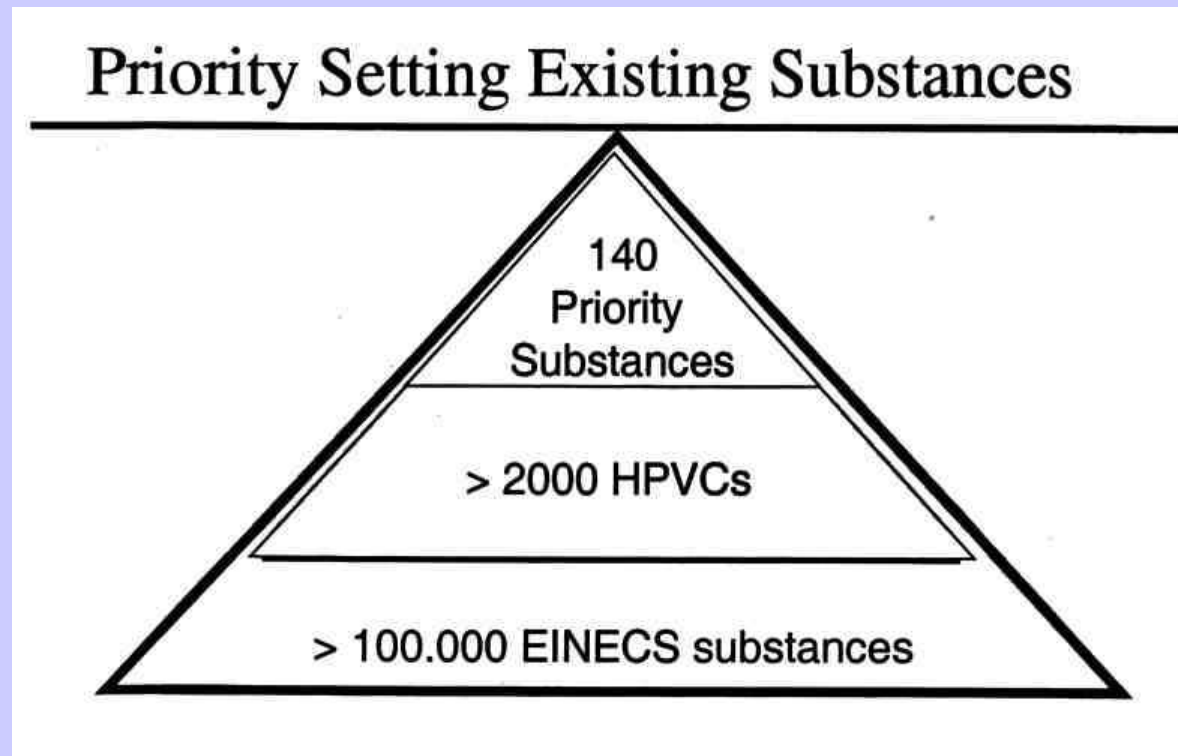 Priority Setting Existing Substances
140
Priority
Substances
> 2000 HPVCs
> 100.000 EINECS substances